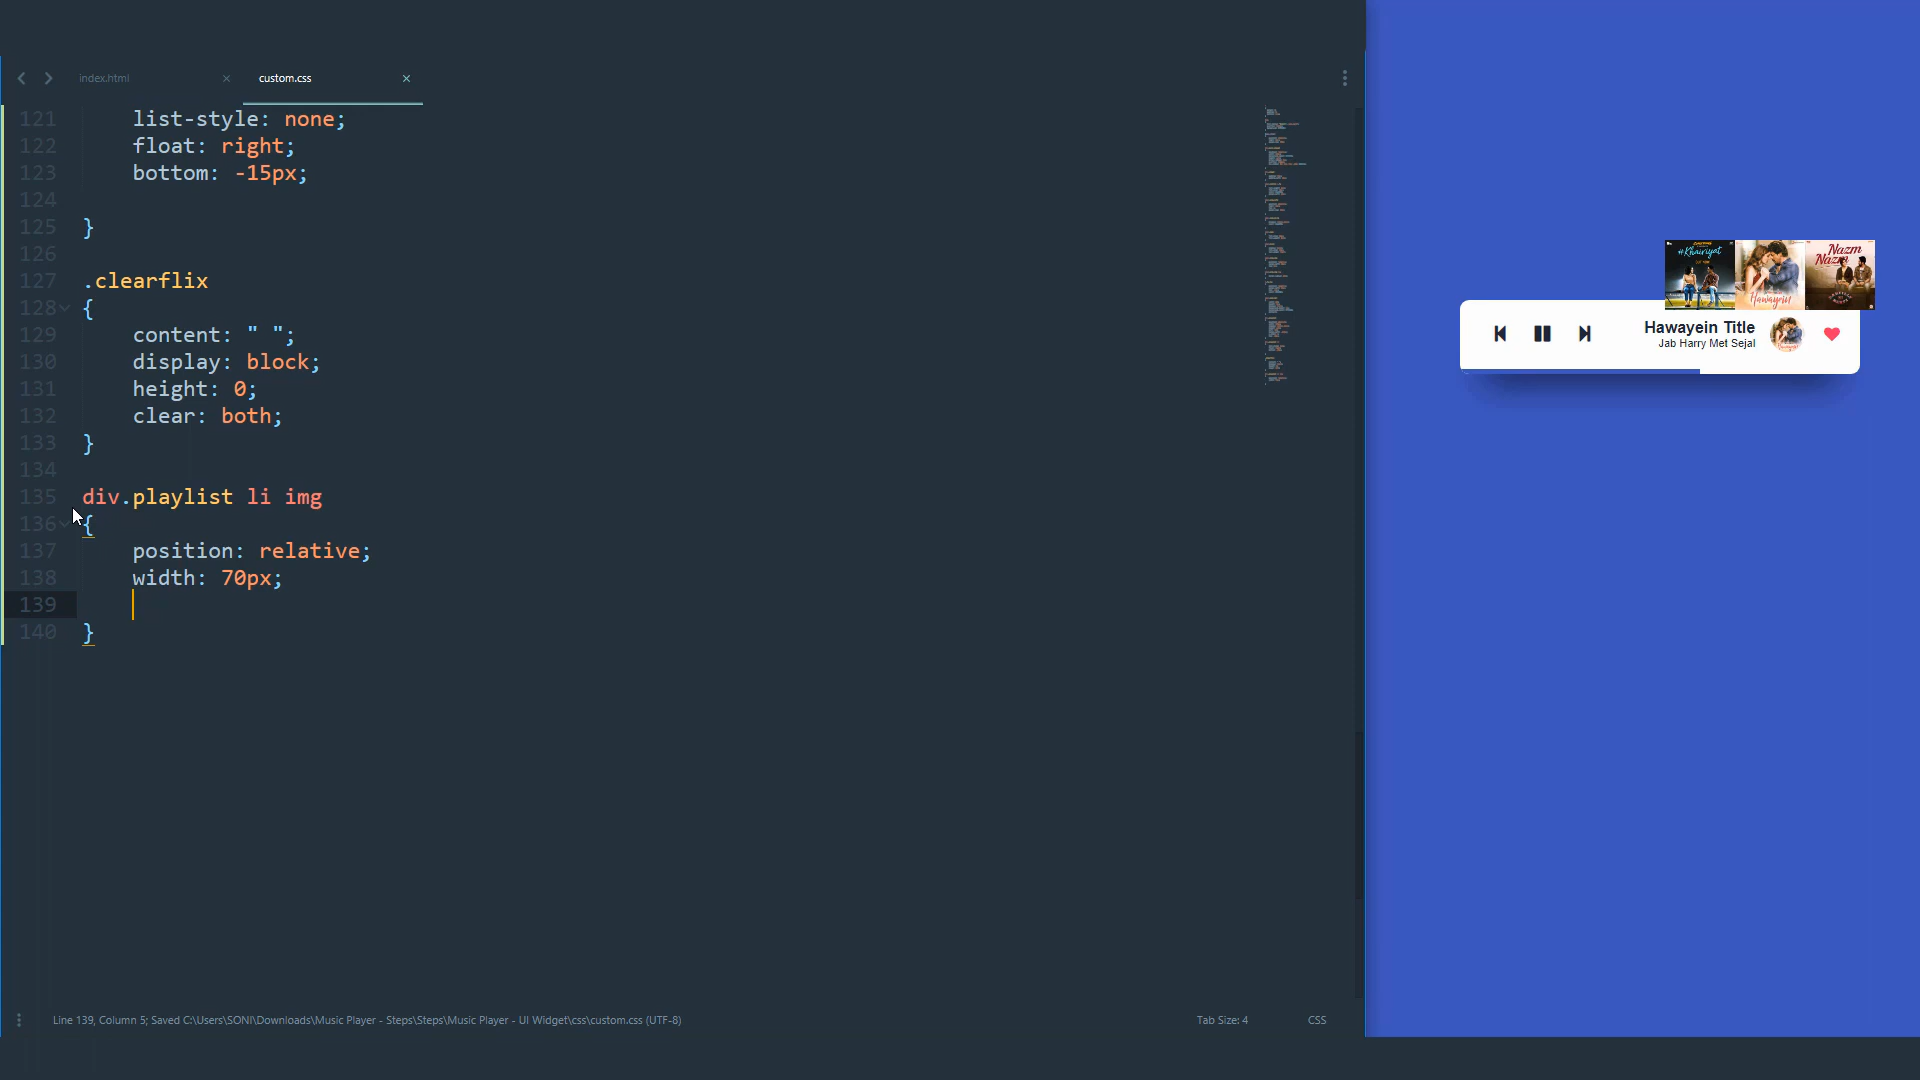 index.html
custom.css
121 list-style: none;
122 float: right;
123 bottom: -15px;
124
125 }
126
127 .clearflix
128 {
129 content: " ";
130 display: block;
131 height: 0;
132 clear: both;
133 }
134
135 div.playlist li img
136 {
137 position: relative;
138 width: 70px;
139
140 }
Line 139, Column 5; Saved C:\Users\SONI\Downloads\Music Player - Steps\Steps\Music Player - UI Widget\css\custom.css (UTF-8)
Tab Size: 4
CSS
#Khairiyat
Hawayein
Nazm
Nazm
Hawayein Title
Jab Harry Met Sejal